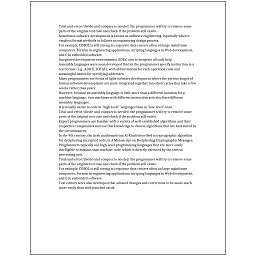 Trial-and-error/divide-and-conquer is needed: the programmer will try to remove some
parts of the original test case and check if the problem still exists.
Sometimes software development is known as software engineering, especially when it
employs formal methods or follows an engineering design process.
For example, COBOL is still strong in corporate data centers often on large mainframe
computers, Fortran in engineering applications, scripting languages in Web development,
and C in embedded software.
Integrated development environments (IDEs) aim to integrate all such help.
Assembly languages were soon developed that let the programmer specify instruction in a
text format (e.g., ADD X, TOTAL), with abbreviations for each operation code and
meaningful names for specifying addresses.
Many programmers use forms of Agile software development where the various stages of
formal software development are more integrated together into short cycles that take a few
weeks rather than years.
However, because an assembly language is little more than a different notation for a
machine language, two machines with different instruction sets also have different
assembly languages.
It is usually easier to code in "high-level" languages than in "low-level" ones.
Trial-and-error/divide-and-conquer is needed: the programmer will try to remove some
parts of the original test case and check if the problem still exists.
Expert programmers are familiar with a variety of well-established algorithms and their
respective complexities and use this knowledge to choose algorithms that are best suited to
the circumstances.
In the 9th century, the Arab mathematician Al-Kindi described a cryptographic algorithm
for deciphering encrypted code, in A Manuscript on Deciphering Cryptographic Messages.
Programmers typically use high-level programming languages that are more easily
intelligible to humans than machine code, which is directly executed by the central
processing unit.
Trial-and-error/divide-and-conquer is needed: the programmer will try to remove some
parts of the original test case and check if the problem still exists.
For example, COBOL is still strong in corporate data centers often on large mainframe
computers, Fortran in engineering applications, scripting languages in Web development,
and C in embedded software.
Text editors were also developed that allowed changes and corrections to be made much
more easily than with punched cards.